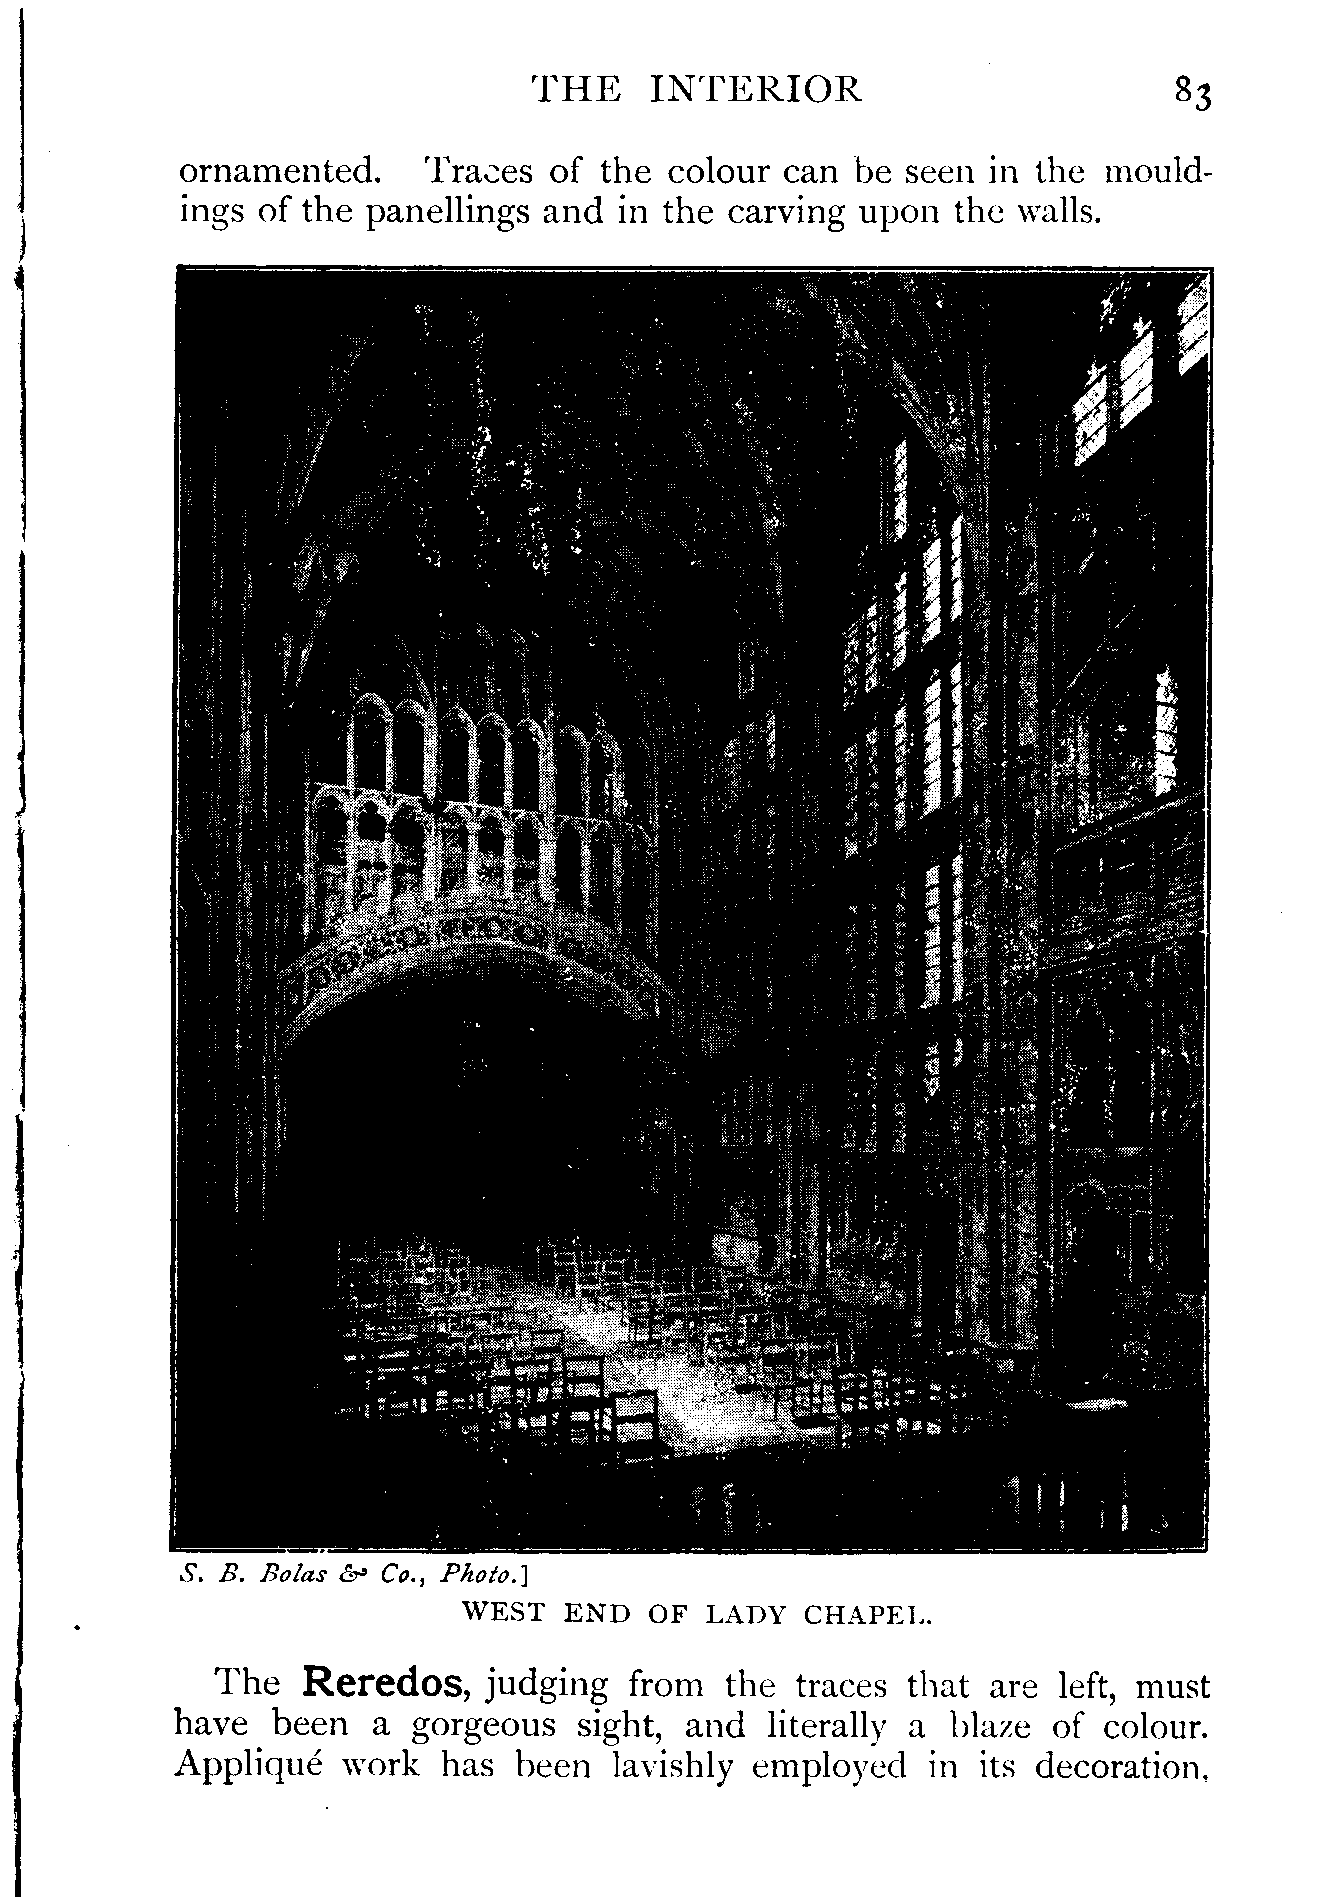 THE INTERIOR 83
ornamented. Traces of the colour can be seen in the mould-
ings of the panellings and in the carving upon the walls.
S. B. Bolas & Co., Photo.]
WEST END OF LADY CHAPEL.
The Reredos, judging from the traces that are left, must
have been a gorgeous sight, and literally a blaze of colour.
Appliqué work has been lavishly employed in its decoration,